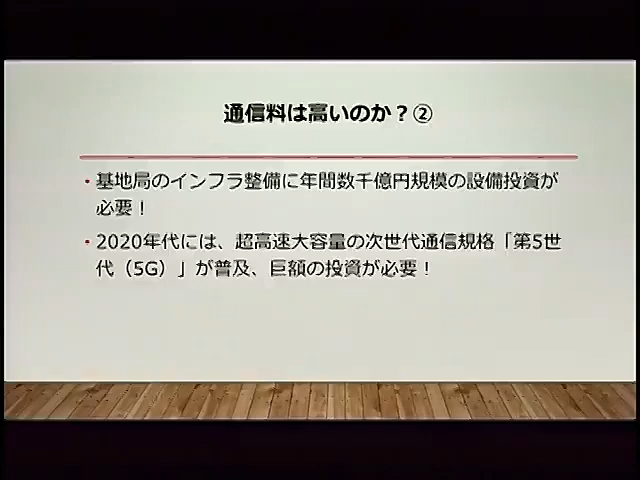 通信料は高いのか？②
・基地局のインフラ整備に年間数千億円規模の設備投資が
必要！
・2020年代には、超高速大容量の次世代通信規格「第5世
代（5G）」が普及、巨額の投資が必要！